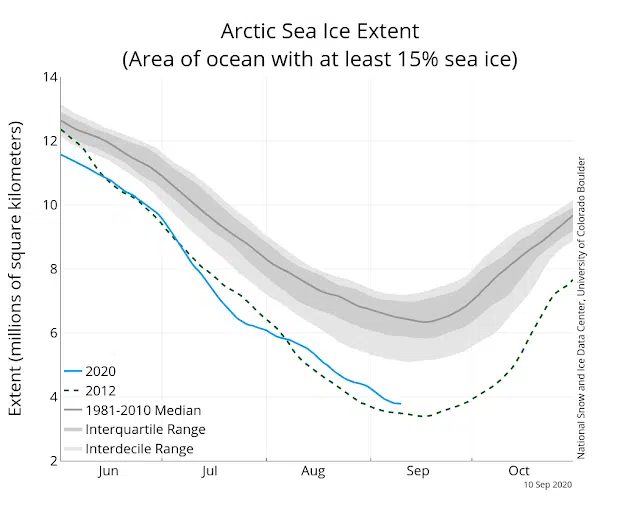 Arctic Sea Ice Extent
(Area of ocean with at least 15% sea ice)
Extent (millions of square kilometers)
14
12
10
8
6
4
2
2020
2012
1981-2010 Median
Interquartile Range
Interdecile Range
Jun
Jul
Aug
Sep
Oct
10 Sep 2020
National Snow and Ice Data Center, University of Colorado Boulder